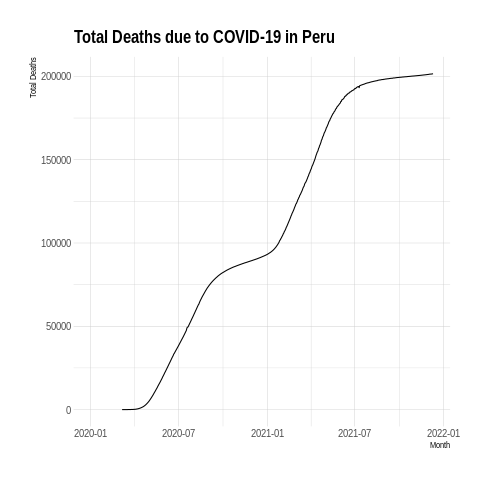 Total Deaths due to COVID-19 in Peru
Total Deaths
200000
150000
100000
50000
0
2020-01 2020-07 2021-01 2021-07 2022-01
Month